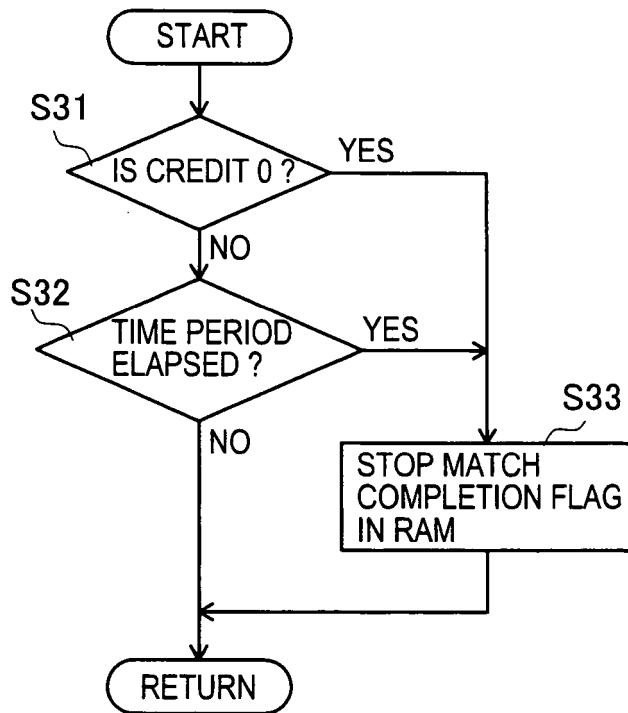 START
S31
IS CREDIT 0 ?
YES
NO
S32
TIME PERIOD
ELAPSED ?
YES
NO
S33
STOP MATCH
COMPLETION FLAG
IN RAM
RETURN